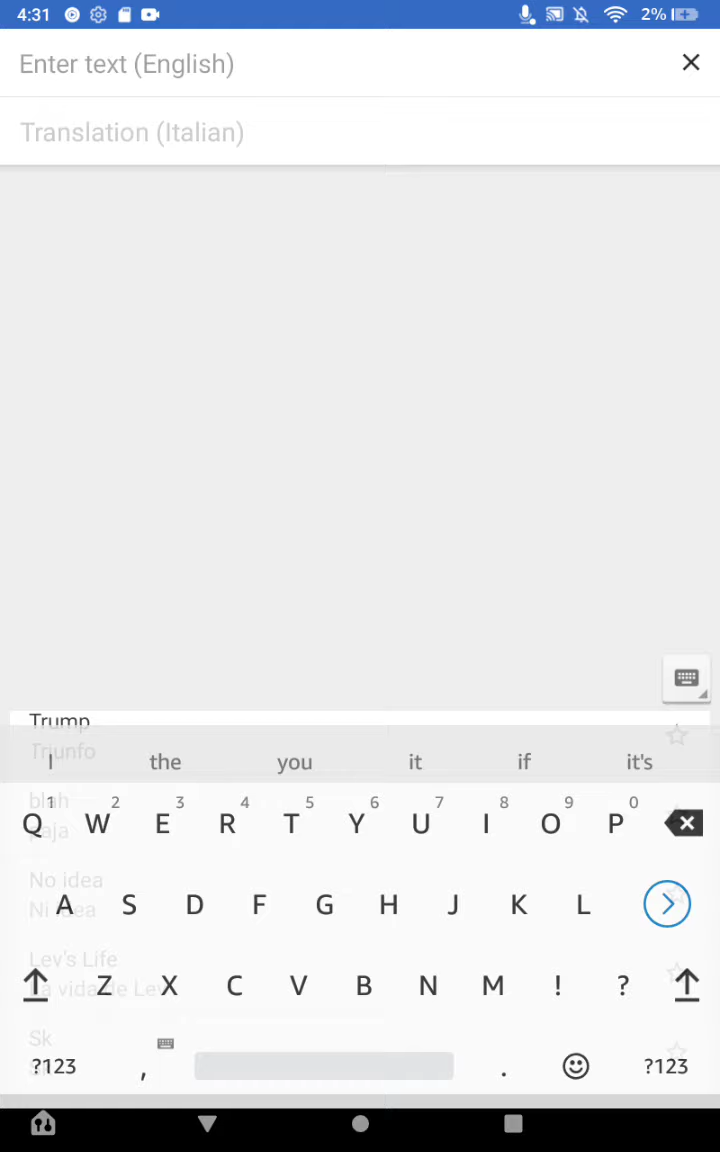 4:31 2%
Enter text (English)
Translation (Italian)
Trump
Triunfo
I the you it if it's
blah
paja
1 2 3 4 5 6 7 8 9 0
Q W E R T Y U I O P
No idea
Ni idea
A S D F G H J K L
Lev's Life
La vida de Lev
Z X C V B N M ! ?
Sk
?123 , . ?123